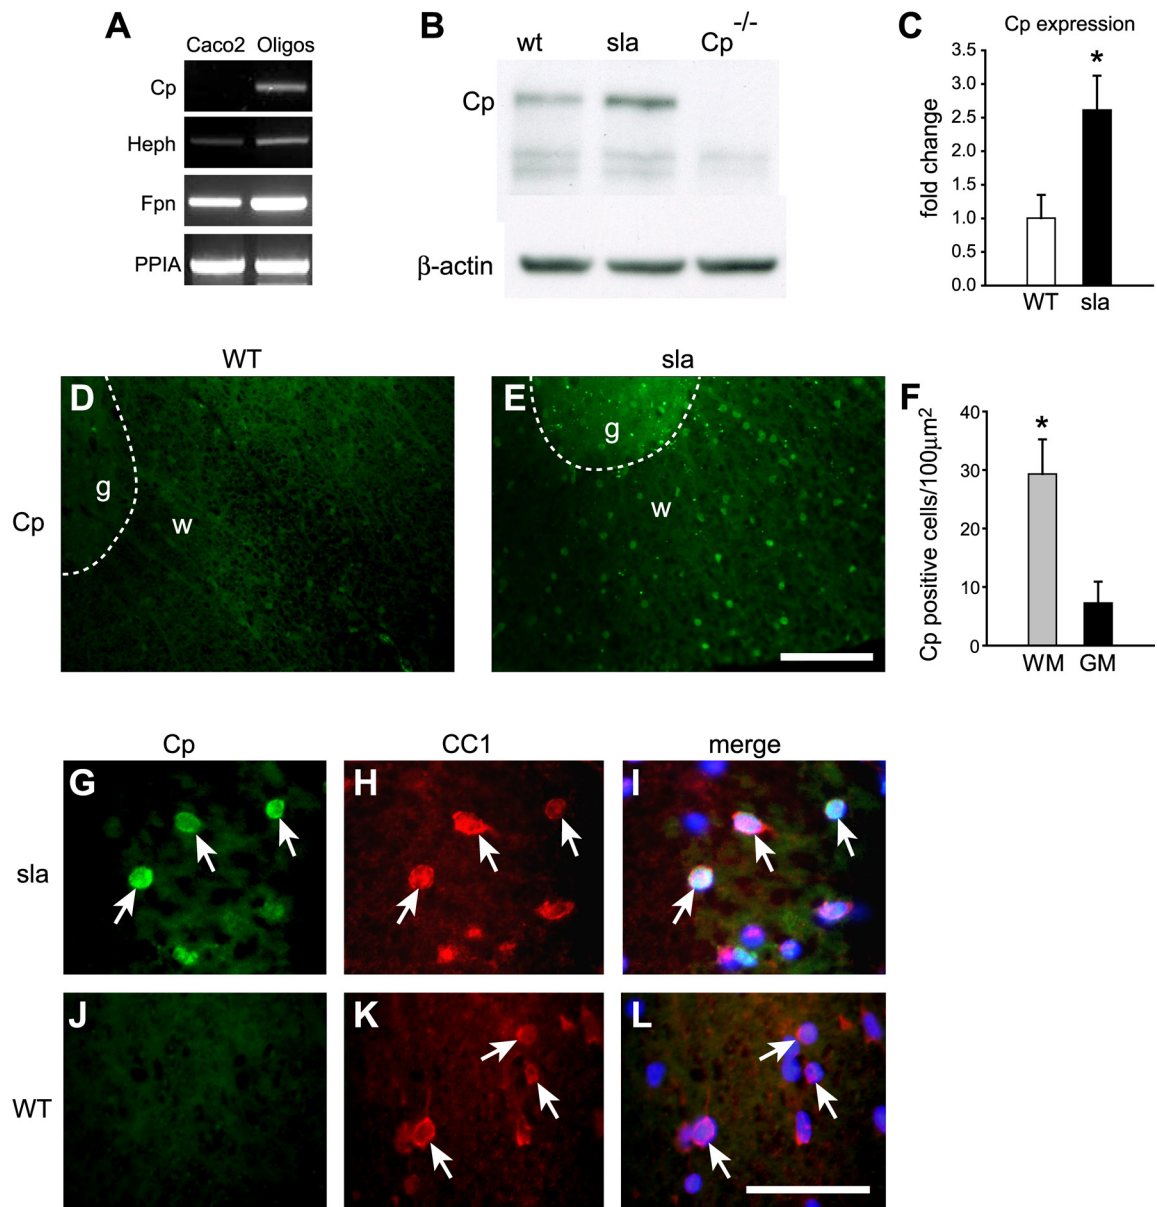 A
Caco2 Oligos
Cp
Heph
Fpn
PPIA
B
wt sla Cp-/-
Cp
β-actin
C
Cp expression
fold change
3.5
3.0
2.5
2.0
1.5
1.0
0.5
0.0
*
WT sla
WT sla
Cp
D
g
w
E
g
w
F
Cp positive cells/100μm2
40
30
20
10
0
*
WM GM
Cp CC1 merge
sla
G H I
WT
J K L